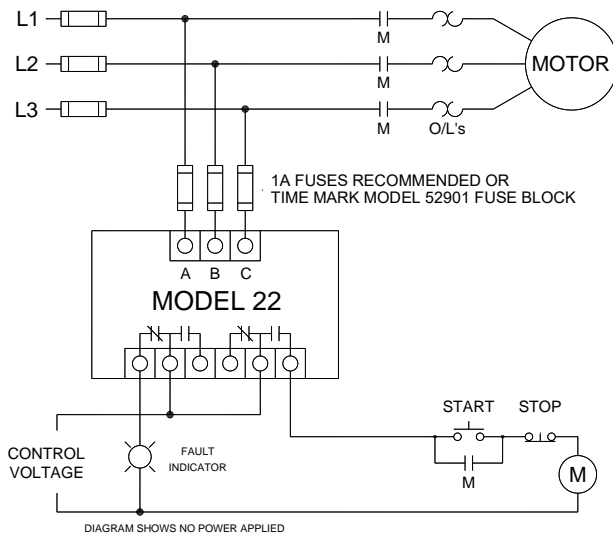 L1
M
L2
M
MOTOR
L3
M
O/L's
1A FUSES RECOMMENDED OR
TIME MARK MODEL 52901 FUSE BLOCK
A B C
MODEL 22
START STOP
CONTROL
VOLTAGE
FAULT
INDICATOR
M
M
DIAGRAM SHOWS NO POWER APPLIED